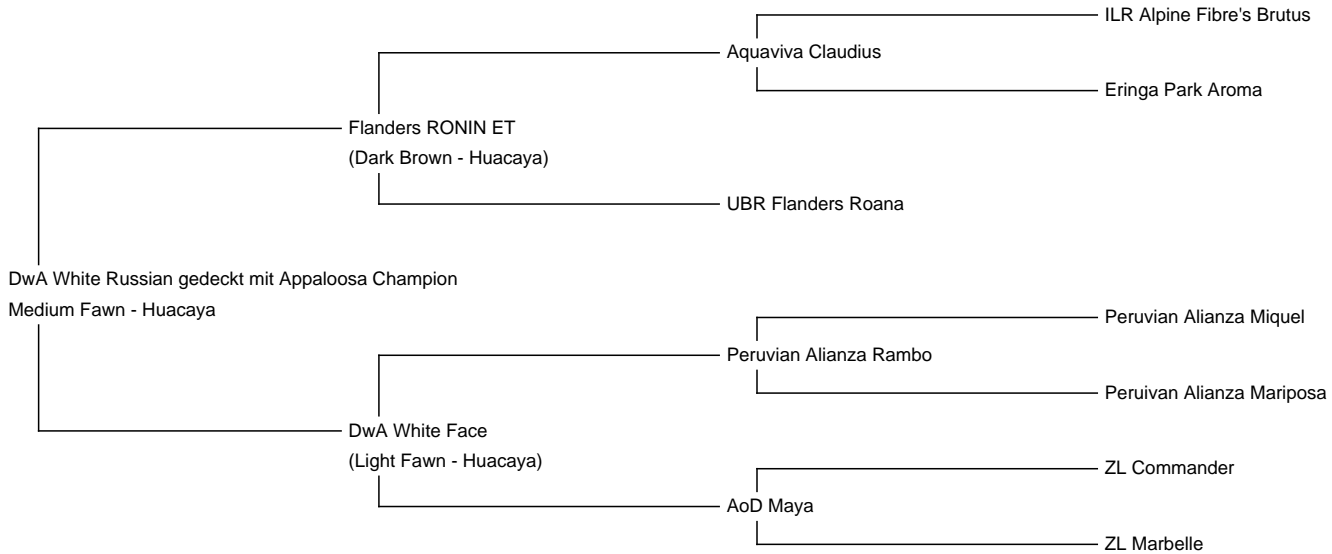 ILR Alpine Fibre's Brutus
Aquaviva Claudius
Eringa Park Aroma
Flanders RONIN ET
(Dark Brown - Huacaya)
UBR Flanders Roana
DwA White Russian gedeckt mit Appaloosa Champion
Medium Fawn - Huacaya
Peruvian Alianza Miquel
Peruvian Alianza Rambo
Peruivan Alianza Mariposa
DwA White Face
(Light Fawn - Huacaya)
ZL Commander
AoD Maya
ZL Marbelle